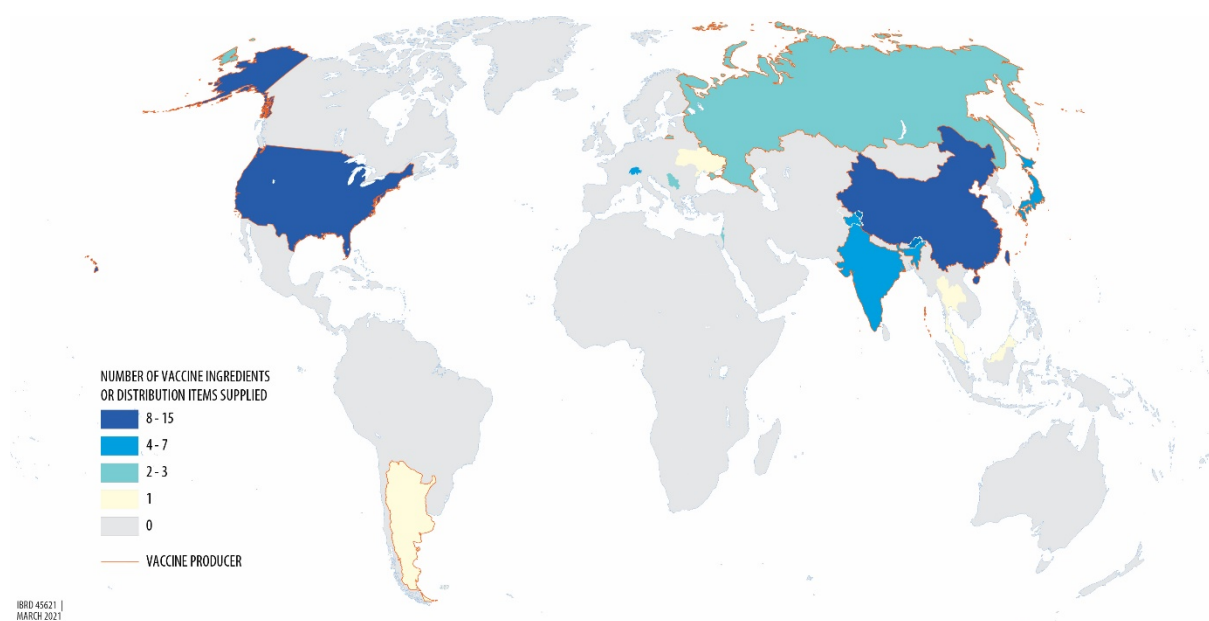 NUMBER OF VACCINE INGREDIENTS
OR DISTRIBUTION ITEMS SUPPLIED
8 - 15
4 - 7
2 - 3
1
0
VACCINE PRODUCER
IBRD 45621 |
MARCH 2021